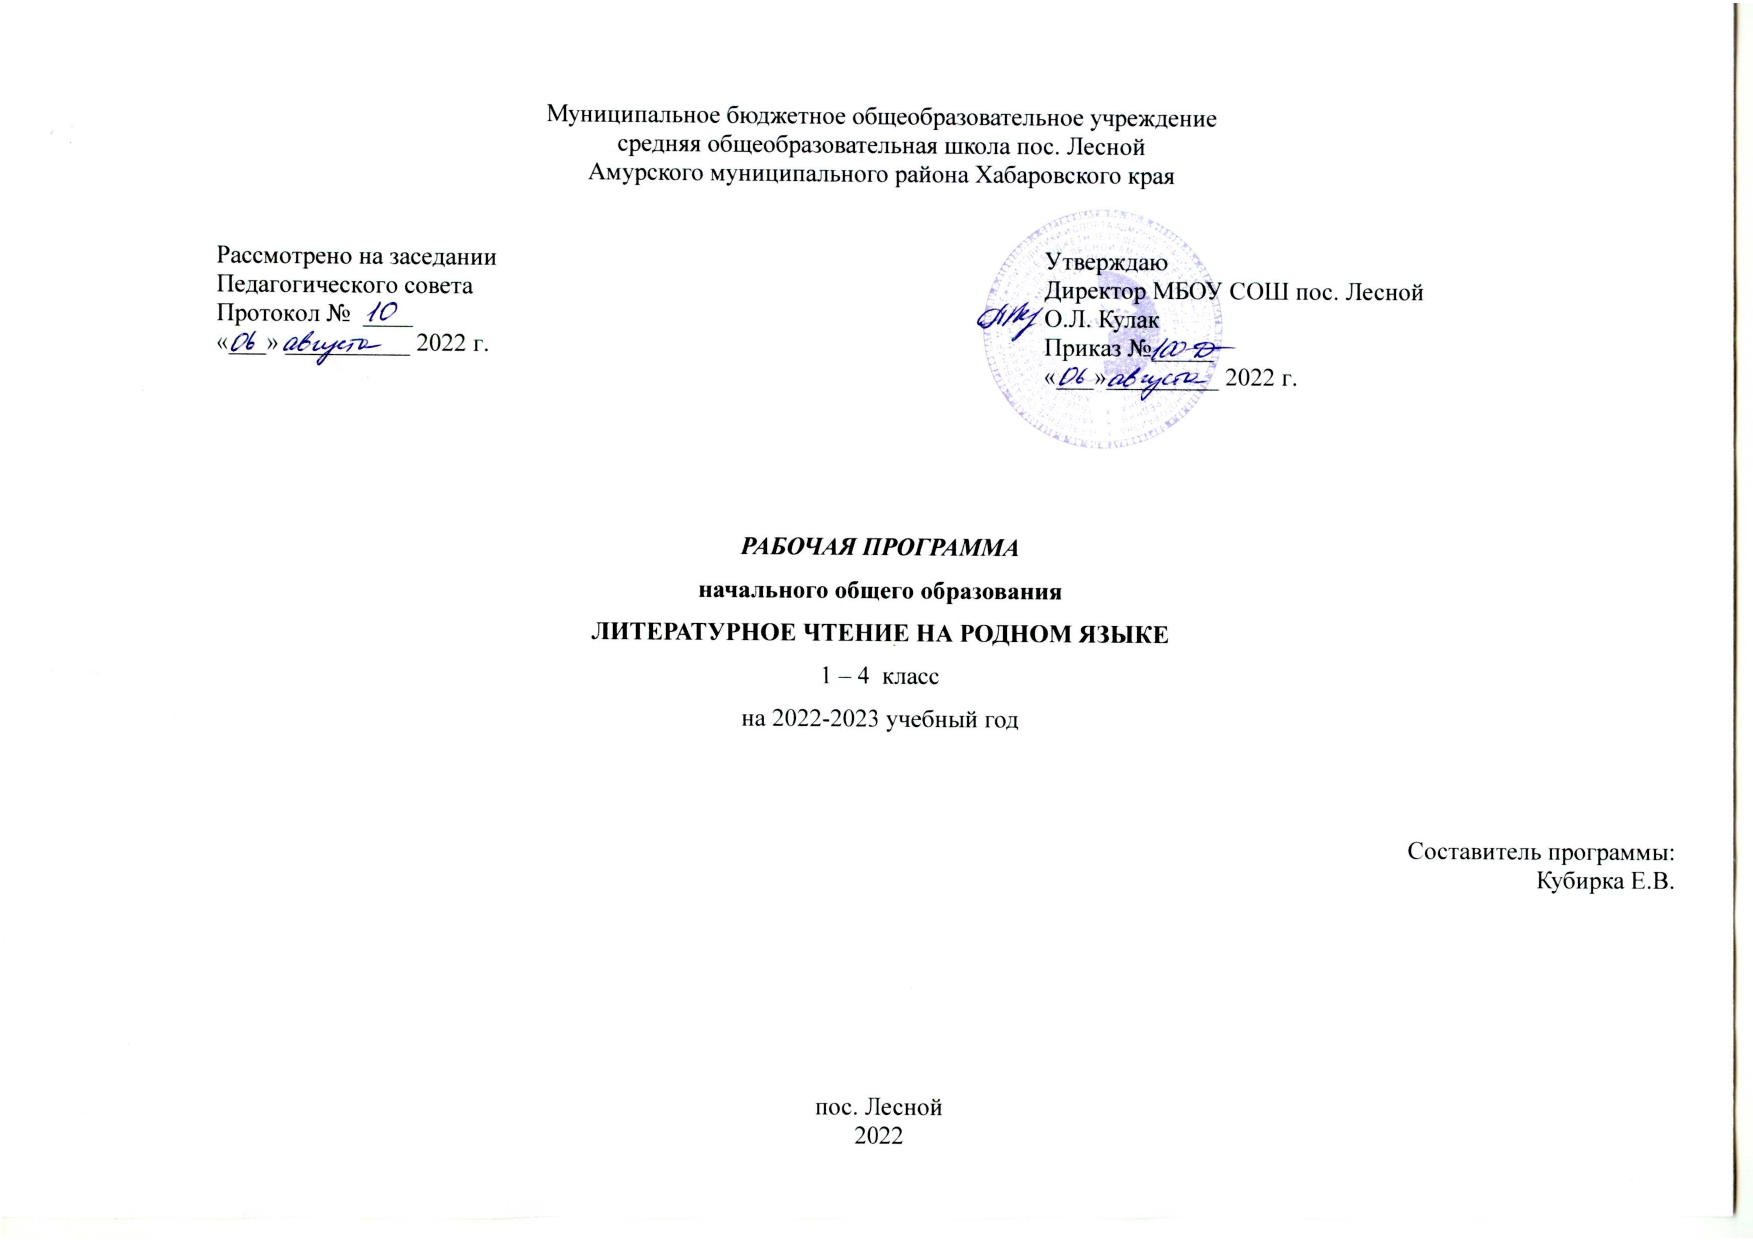 Муниципальное бюджетное общеобразовательное учреждение
средняя общеобразовательная школа пос. Лесной
Амурского муниципального района Хабаровского края
Рассмотрено на заседании
Педагогического совета
Протокол № 10
«06» августа 2022 г.
Утверждаю
Директор МБОУ СОШ пос. Лесной
О.Л. Кулак
Приказ №100-Д
«06» августа 2022 г.
РАБОЧАЯ ПРОГРАММА
начального общего образования
ЛИТЕРАТУРНОЕ ЧТЕНИЕ НА РОДНОМ ЯЗЫКЕ
1 – 4 класс
на 2022-2023 учебный год
Составитель программы:
Кубирка Е.В.
пос. Лесной
2022